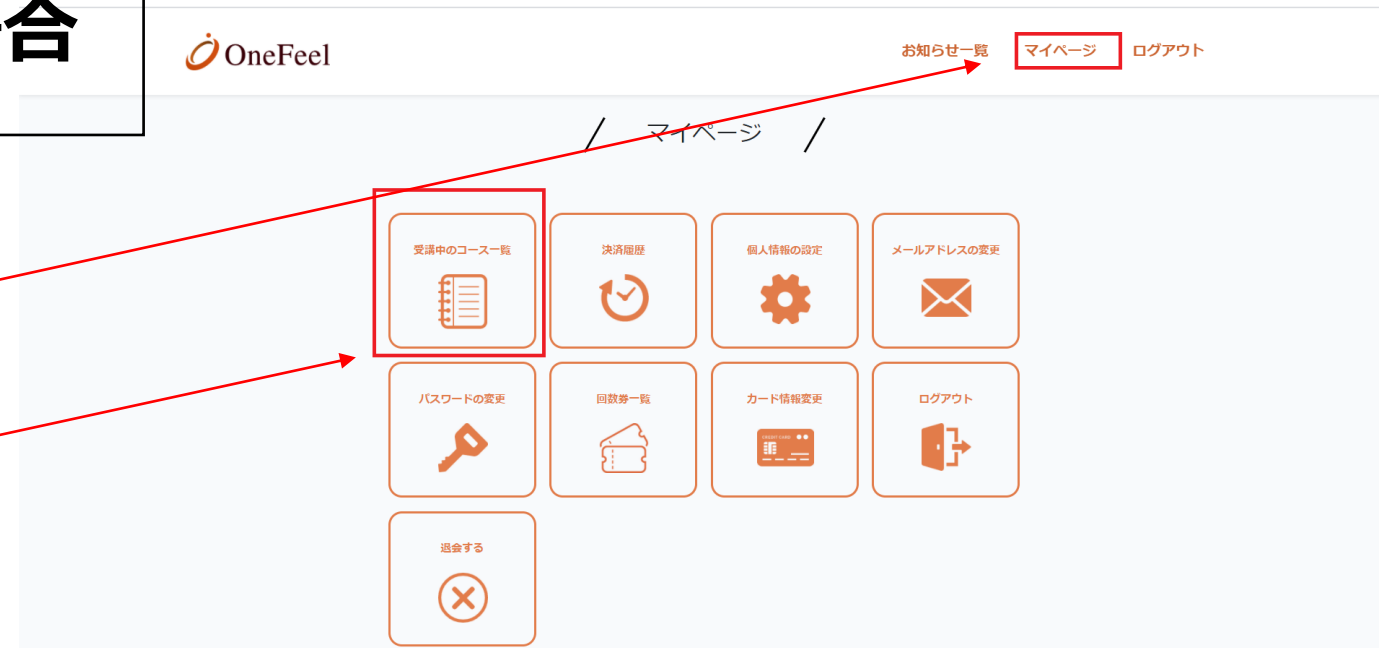 合
OneFeel
お知らせ一覧 マイページ ログアウト
マイページ
受講中のコース一覧
決済履歴
個人情報の設定
メールアドレスの変更
パスワードの変更
回数券一覧
カード情報変更
CREDIT CARD
ログアウト
退会する